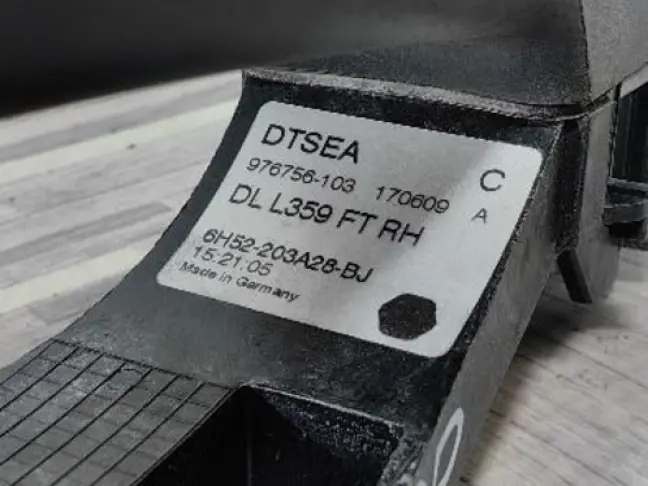 DTSEA C
976756-103 170609 A
DL L359 FT RH
6H52-203A28-BJ
15:21:05
Made in Germany